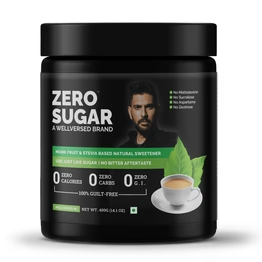 ZERO
SUGAR
A WELLVERSED BRAND
No Maltodextrin
No Sucralose
No Aspartame
No Dextrose
MONK FRUIT & STEVIA BASED NATURAL SWEETENER
USE JUST LIKE SUGAR | NO BITTER AFTERTASTE
0 ZERO CALORIES
0 ZERO CARBS
0 ZERO G.I.
100% GUILT-FREE
NET WT. 400G (14.1 OZ)